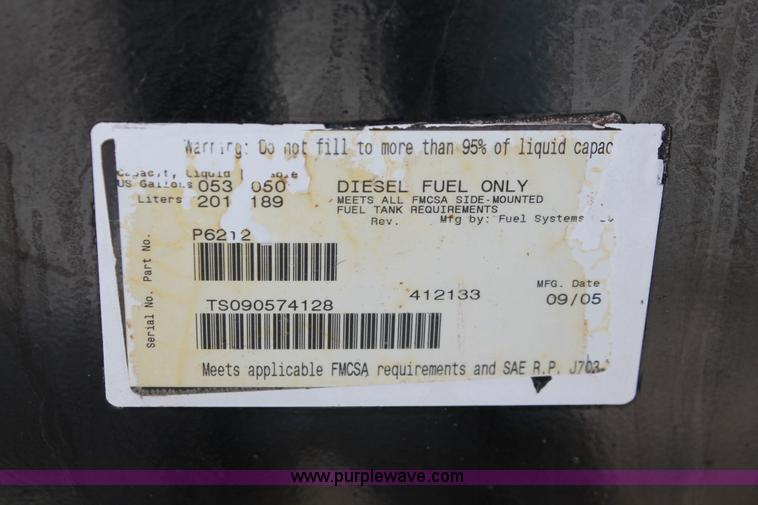 Warning: Do not fill to more than 95% of liquid capac
Capacity, Liquid
US Gallons 053 050
Liters 201 189
DIESEL FUEL ONLY
MEETS ALL FMCSA SIDE-MOUNTED
FUEL TANK REQUIREMENTS
Rev. Mfg by: Fuel Systems
Part No. P6212
Serial No. TS090574128 412133
MFG. Date
09/05
Meets applicable FMCSA requirements and SAE R.P. J703
www.purplewave.com